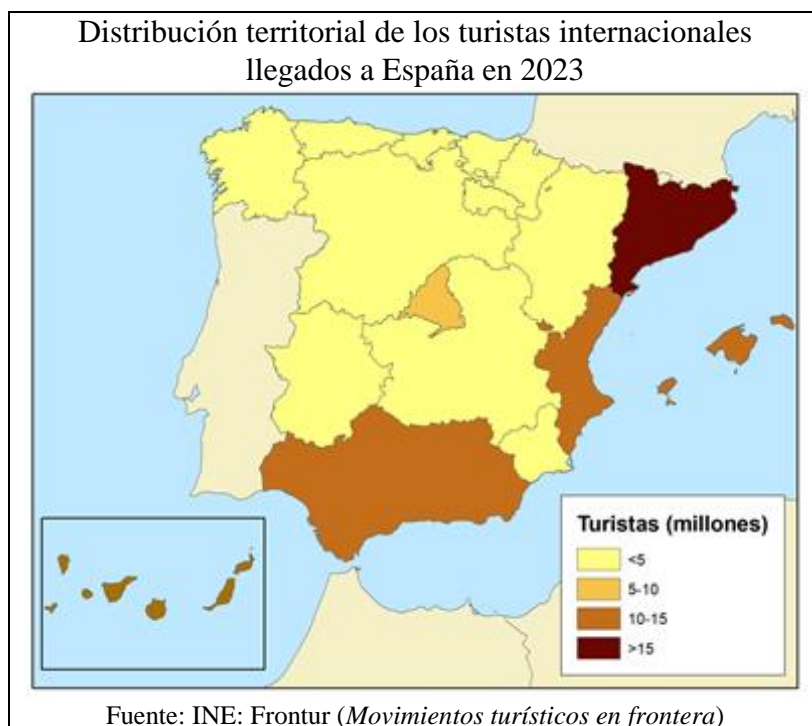 Distribución territorial de los turistas internacionales
llegados a España en 2023
Turistas (millones)
<5
5-10
10-15
>15
Fuente: INE: Frontur (Movimientos turísticos en frontera)